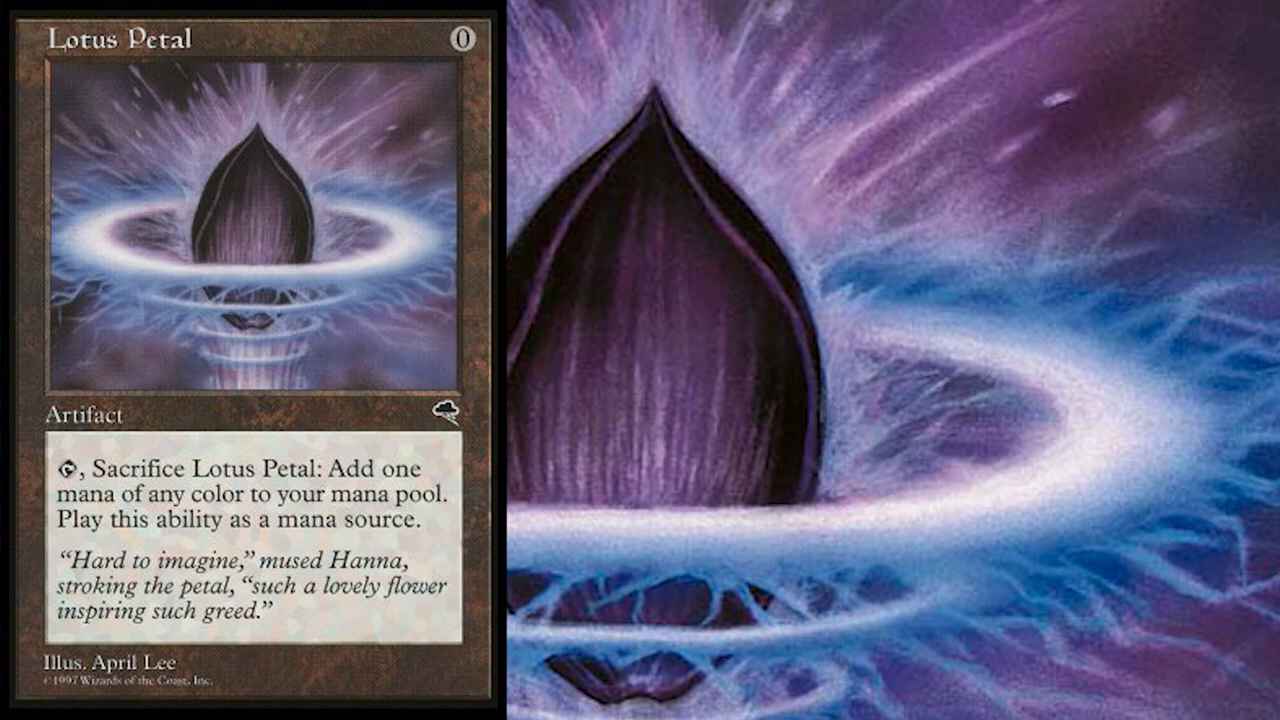 Lotus Petal 0
Artifact
, Sacrifice Lotus Petal: Add one
mana of any color to your mana pool.
Play this ability as a mana source.
“Hard to imagine,” mused Hanna,
stroking the petal, “such a lovely flower
inspiring such greed.”
Illus. April Lee
©1997 Wizards of the Coast, Inc.